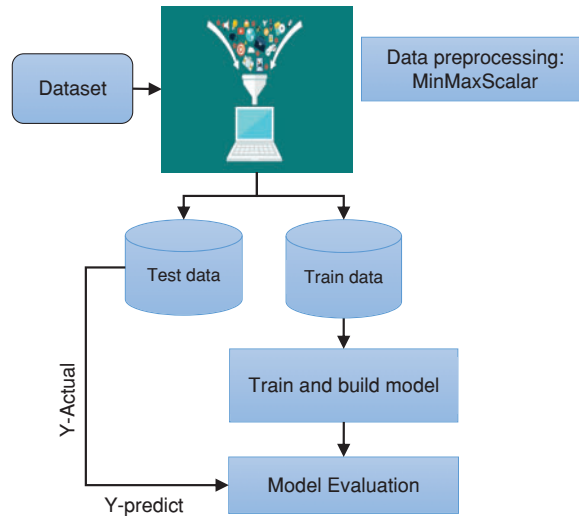 Dataset
Data preprocessing:
MinMaxScalar
Test data
Train data
Y-Actual
Train and build model
Y-predict
Model Evaluation